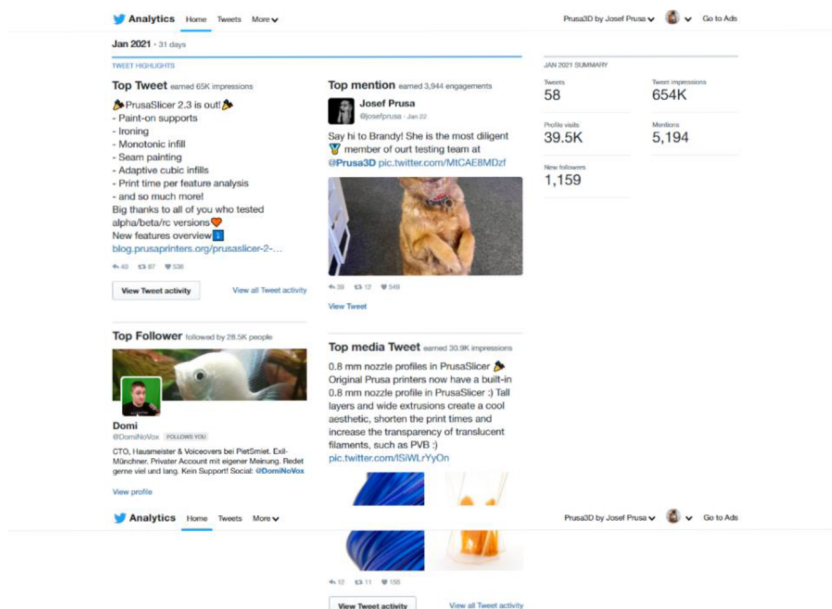 Analytics Home Tweets More Prusa3D by Josef Prusa Go to Ads
Jan 2021 - 31 days
TWEET HIGHLIGHTS
Top Tweet earned 65K impressions
PrusaSlicer 2.3 is out!
- Paint-on supports
- Ironing
- Monotonic infill
- Seam painting
- Adaptive cubic infills
- Print time per feature analysis
- and so much more!
Big thanks to all of you who tested
alpha/beta/rc versions
New features overview
blog.prusaprinters.org/prusaslicer-2-...
40 87 538
View Tweet activity View all Tweet activity
Top Follower followed by 28.5K people
Domi
@DomiNoVox FOLLOWS YOU
CTO, Hausmeister & Voiceovers bei PietSmiet. Exil-
Münchner. Privater Account mit eigener Meinung. Redet
gerne viel und lang. Kein Support! Social: @DomiNoVox
View profile
Top mention earned 3,944 engagements
Josef Prusa
@josefprusa · Jan 22
Say hi to Brandy! She is the most diligent
member of ourt testing team at
@Prusa3D pic.twitter.com/MtCAE8MDzf
39 12 549
View Tweet
Top media Tweet earned 30.9K impressions
0.8 mm nozzle profiles in PrusaSlicer
Original Prusa printers now have a built-in
0.8 mm nozzle profile in PrusaSlicer :) Tall
layers and wide extrusions create a cool
aesthetic, shorten the print times and
increase the transparency of translucent
filaments, such as PVB :)
pic.twitter.com/lSiWLrYyOn
JAN 2021 SUMMARY
Tweets Tweet impressions
58 654K
Profile visits Mentions
39.5K 5,194
New followers
1,159
Analytics Home Tweets More Prusa3D by Josef Prusa Go to Ads
12 11 155
View Tweet activity View all Tweet activity